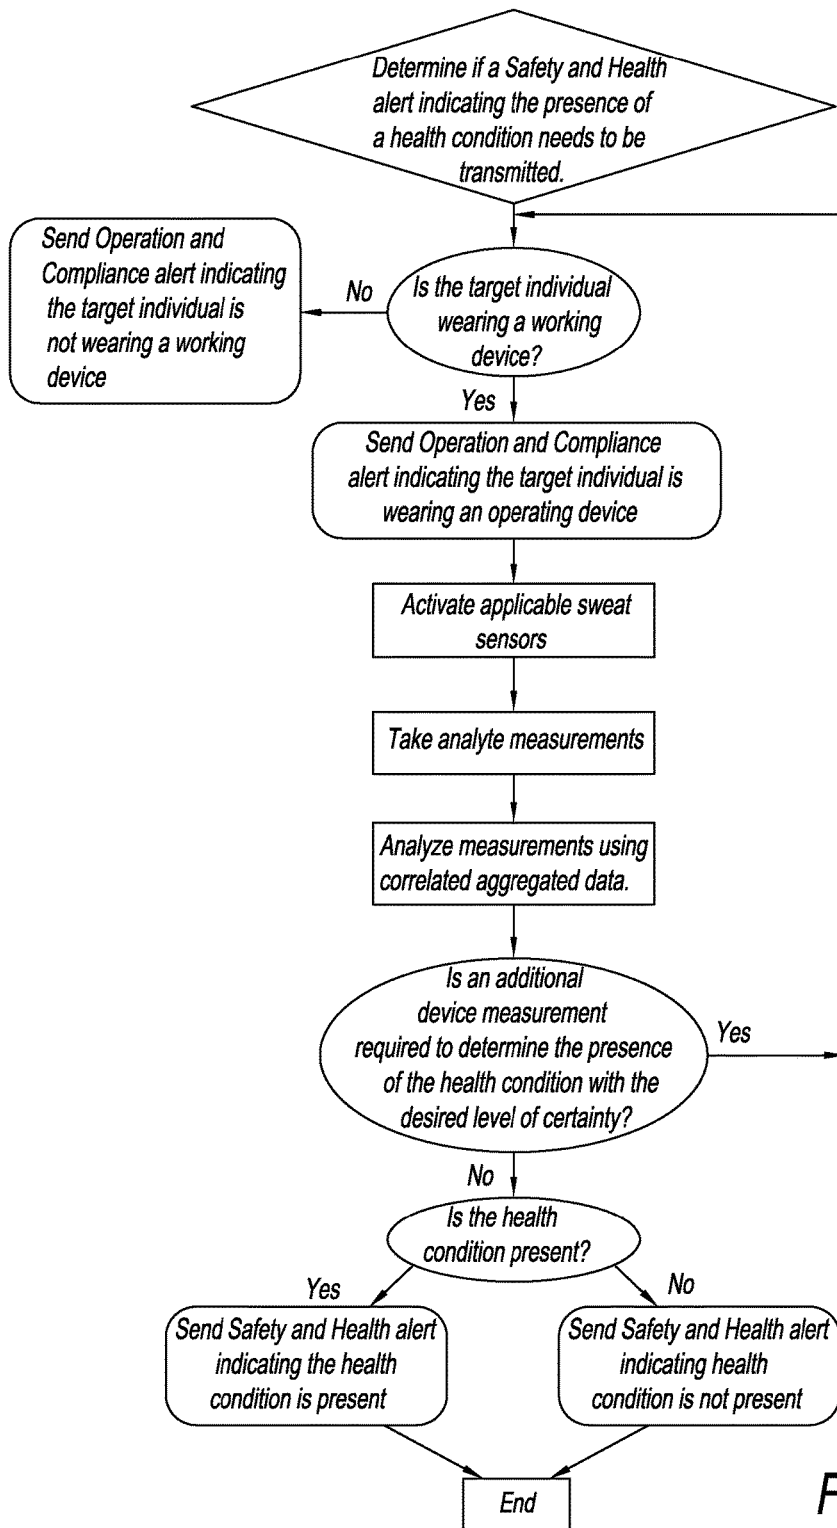 Determine if a Safety and Health
alert indicating the presence of
a health condition needs to be
transmitted.
Send Operation and
Compliance alert indicating
the target individual is
not wearing a working
device
No
Is the target individual
wearing a working
device?
Yes
Send Operation and Compliance
alert indicating the target individual is
wearing an operating device
Activate applicable sweat
sensors
Take analyte measurements
Analyze measurements using
correlated aggregated data.
Is an additional
device measurement
required to determine the presence
of the health condition with the
desired level of certainty?
Yes
No
Is the health
condition present?
Yes
No
Send Safety and Health alert
indicating the health
condition is present
Send Safety and Health alert
indicating health
condition is not present
End